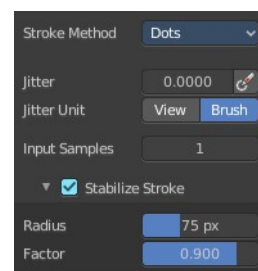 Stroke Method Dots
Jitter 0.0000
Jitter Unit View Brush
Input Samples 1
Stabilize Stroke
Radius 75 px
Factor 0.900